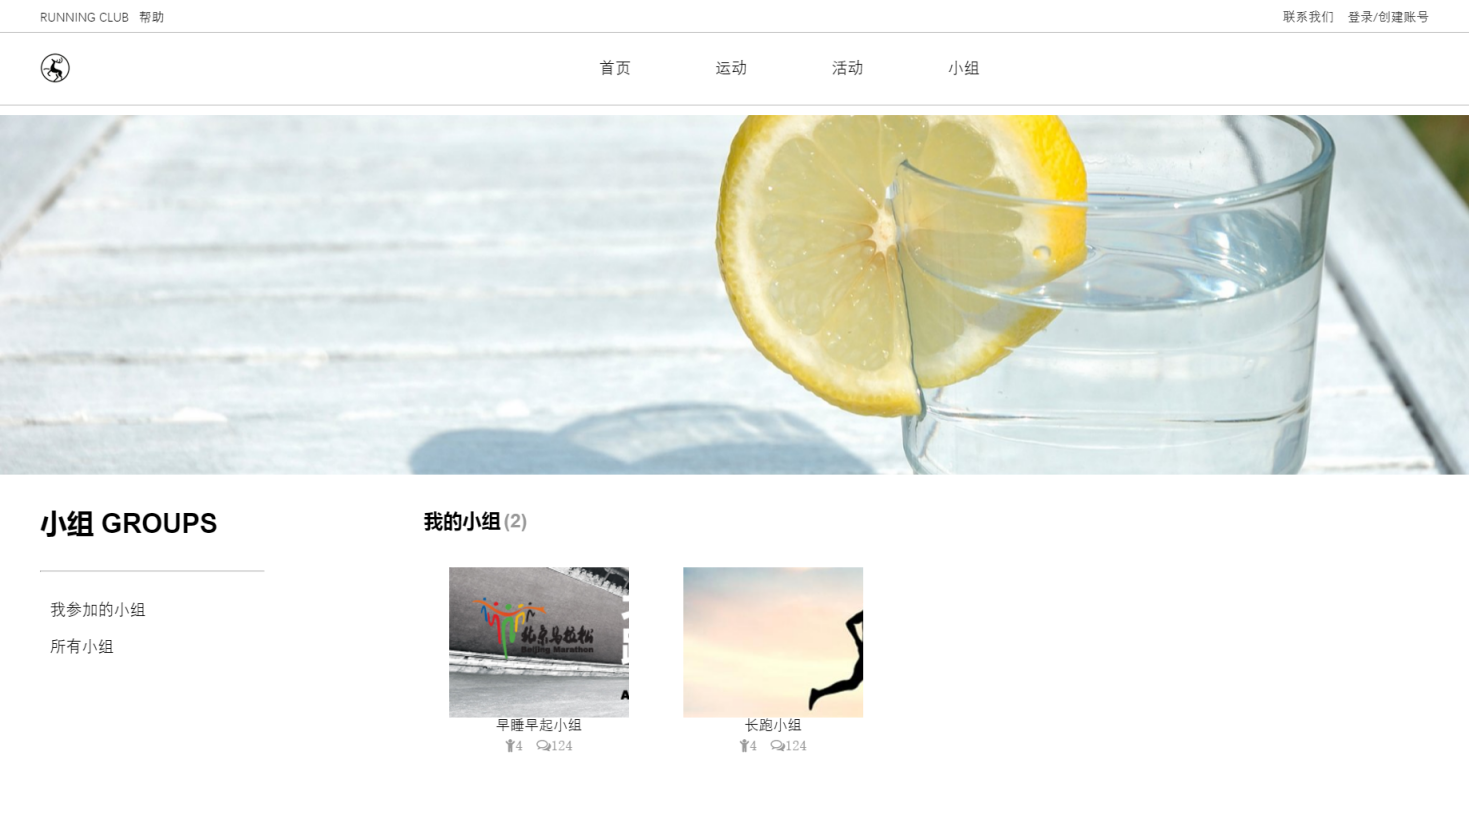 RUNNING CLUB 帮助
联系我们 登录/创建账号
首页 运动 活动 小组
小组 GROUPS
我参加的小组
所有小组
我的小组(2)
北京马拉松
Beijing Marathon
早睡早起小组
4 124
长跑小组
4 124